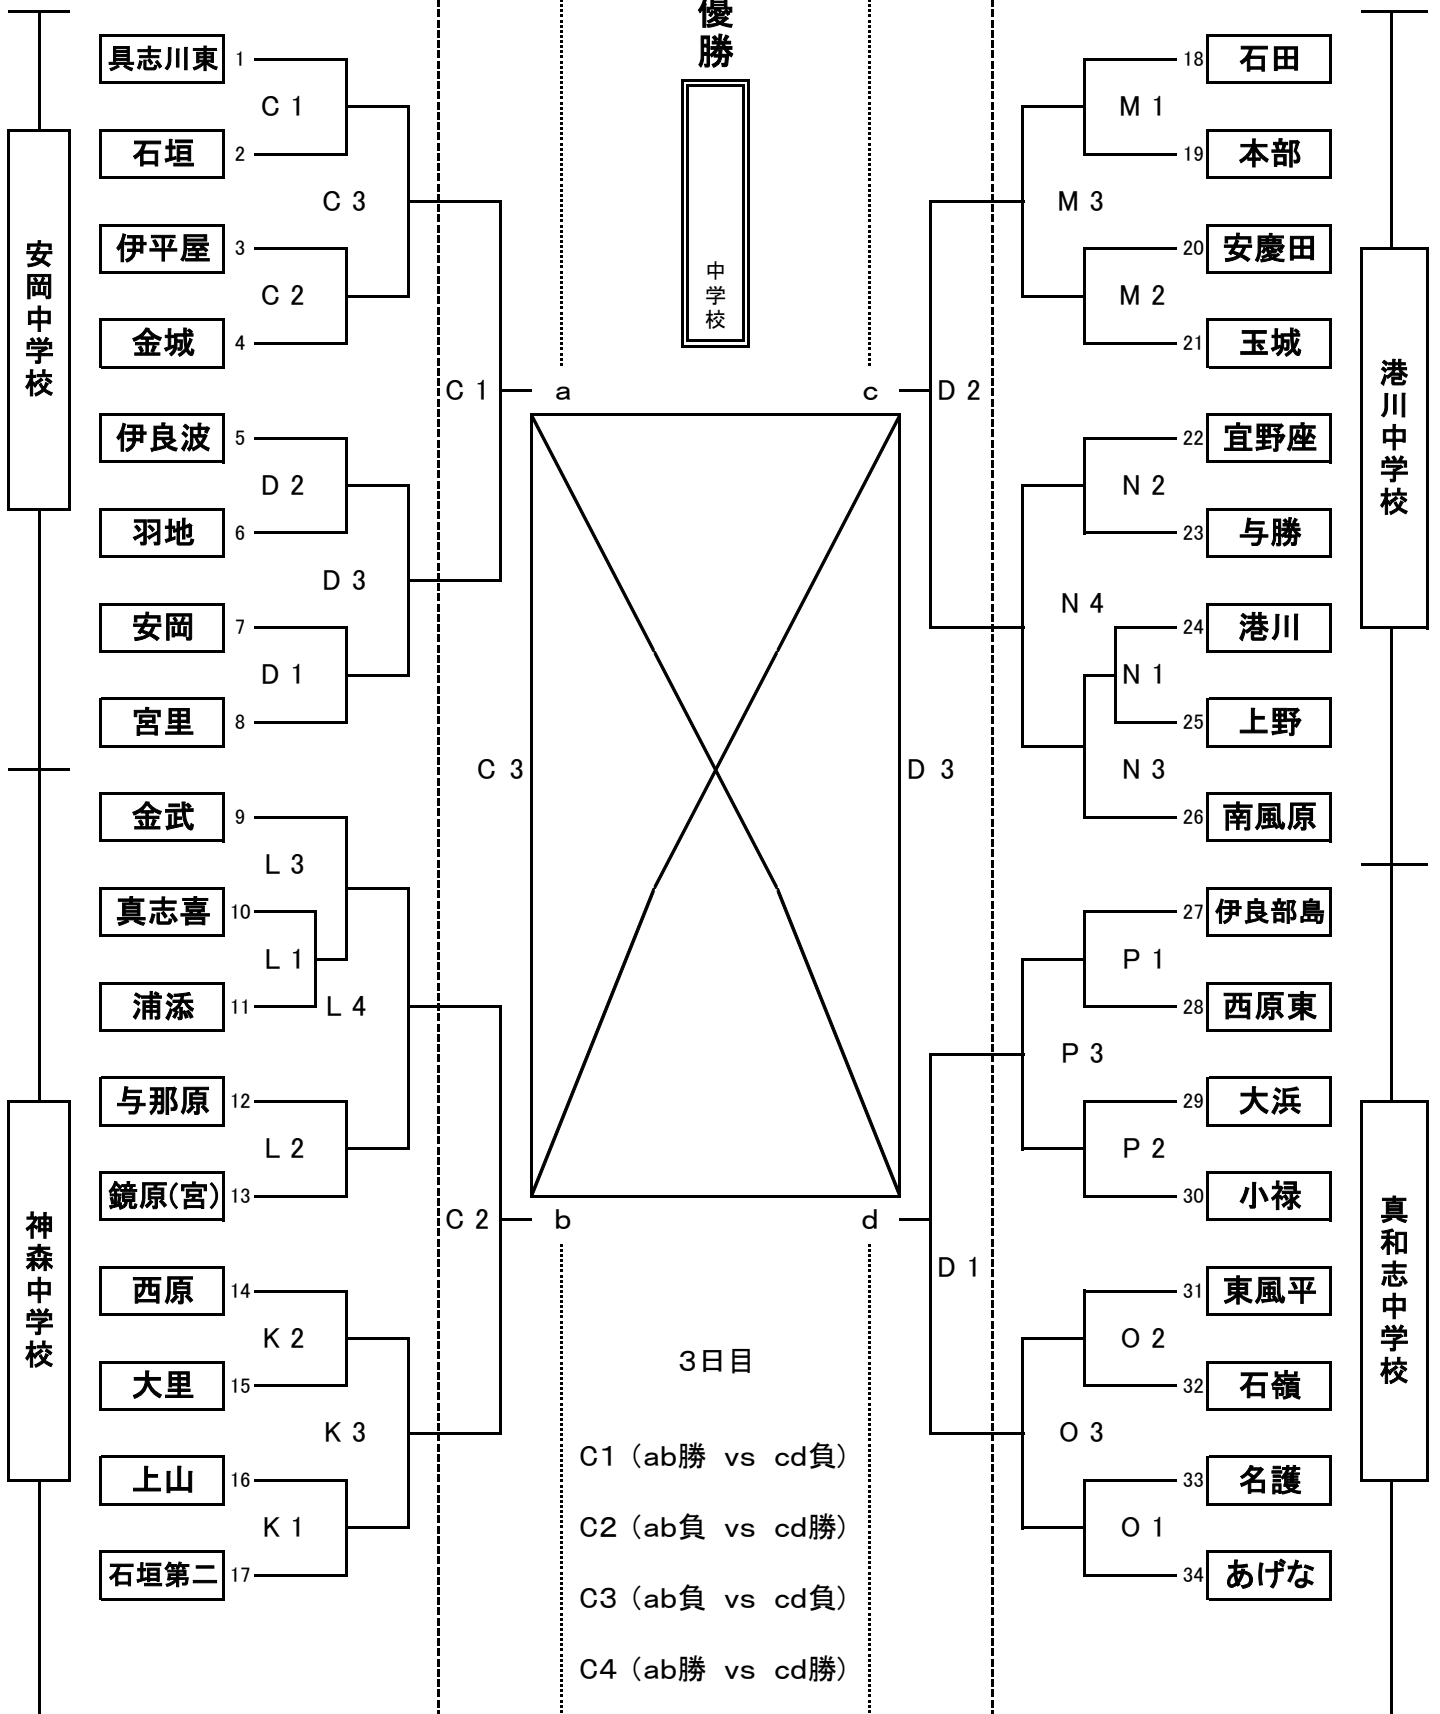 優勝
中学校
安岡中学校
具志川東 1
C 1
石垣 2
C 3
伊平屋 3
C 2
金城 4
C 1 a
伊良波 5
D 2
羽地 6
D 3
安岡 7
D 1
宮里 8
C 3
神森中学校
金武 9
L 3
真志喜 10
L 1
浦添 11
L 4
与那原 12
L 2
鏡原(宮) 13
C 2 b
西原 14
K 2
大里 15
K 3
上山 16
K 1
石垣第二 17
港川中学校
18 石田
M 1
19 本部
M 3
20 安慶田
M 2
21 玉城
c D 2
22 宜野座
N 2
23 与勝
N 4
24 港川
N 1
25 上野
D 3
N 3
26 南風原
真和志中学校
27 伊良部島
P 1
28 西原東
P 3
29 大浜
P 2
30 小禄
d
D 1
31 東風平
O 2
32 石嶺
O 3
33 名護
O 1
34 あげな
3日目
C1（ab勝 vs cd負）
C2（ab負 vs cd勝）
C3（ab負 vs cd負）
C4（ab勝 vs cd勝）